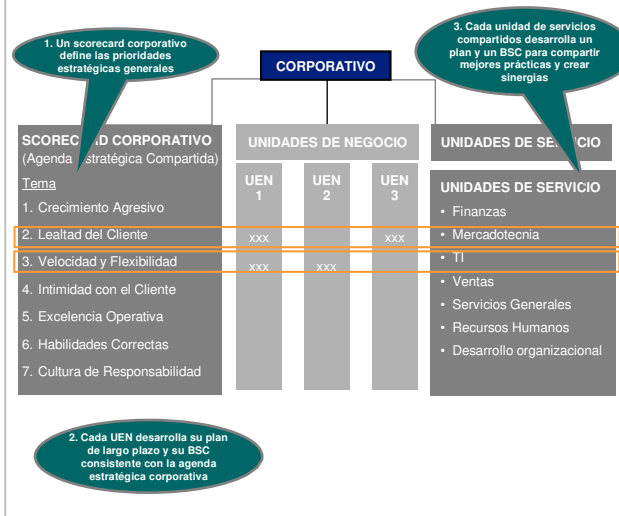 1. Un scorecard corporativo
define las prioridades
estratégicas generales
3. Cada unidad de servicios
compartidos desarrolla un
plan y un BSC para compartir
mejores prácticas y crear
sinergias
CORPORATIVO
SCORECARD CORPORATIVO
(Agenda Estratégica Compartida)
Tema
1. Crecimiento Agresivo
2. Lealtad del Cliente
3. Velocidad y Flexibilidad
4. Intimidad con el Cliente
5. Excelencia Operativa
6. Habilidades Correctas
7. Cultura de Responsabilidad
UNIDADES DE NEGOCIO
UEN
1
UEN
2
UEN
3
xxx
xxx
xxx
xxx
UNIDADES DE SERVICIO
UNIDADES DE SERVICIO
• Finanzas
• Mercadotecnia
• TI
• Ventas
• Servicios Generales
• Recursos Humanos
• Desarrollo organizacional
2. Cada UEN desarrolla su plan
de largo plazo y su BSC
consistente con la agenda
estratégica corporativa